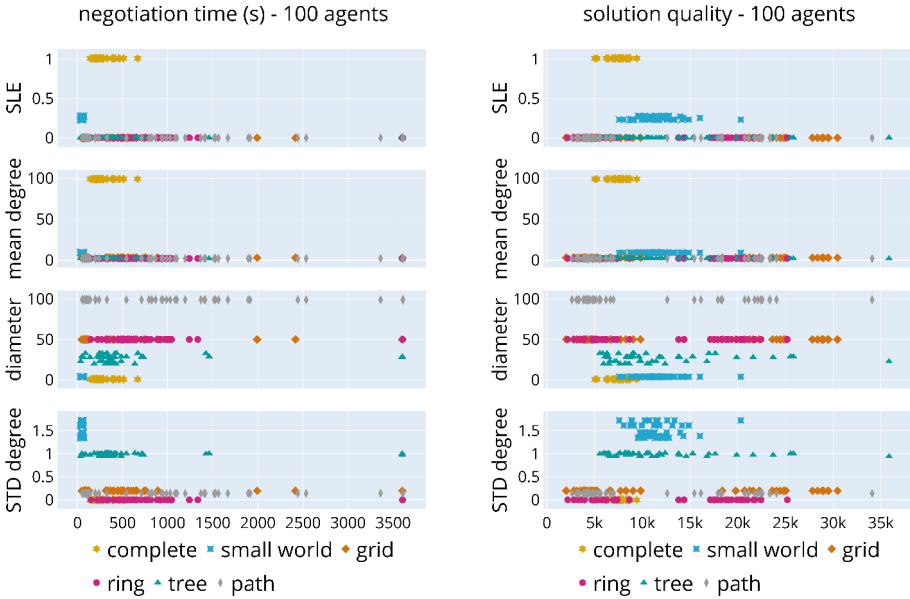 negotiation time (s) - 100 agents
solution quality - 100 agents
SLE
1
0.5
0
SLE
1
0.5
0
mean degree
100
50
0
mean degree
100
50
0
diameter
100
50
0
diameter
100
50
0
STD degree
1.5
1
0.5
0
STD degree
1.5
1
0.5
0
0 500 1000 1500 2000 2500 3000 3500
0 5k 10k 15k 20k 25k 30k 35k
complete small world grid
ring tree path
complete small world grid
ring tree path